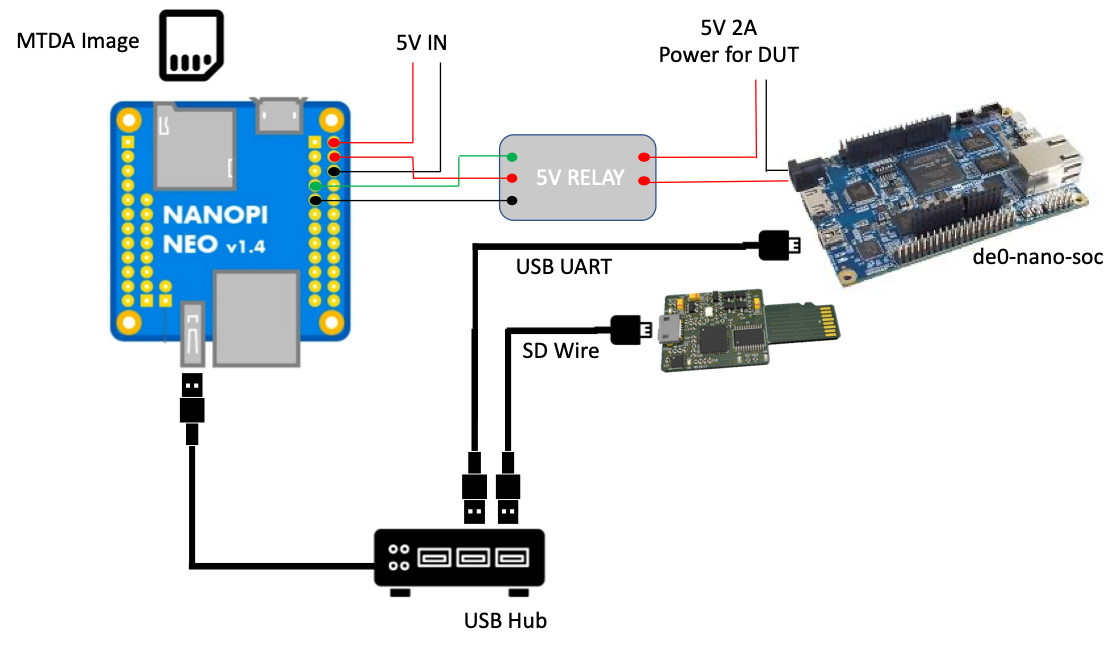 MTDA Image
5V IN
5V 2A
Power for DUT
5V RELAY
NANOPI
NEO v1.4
USB UART
de0-nano-soc
SD Wire
USB Hub